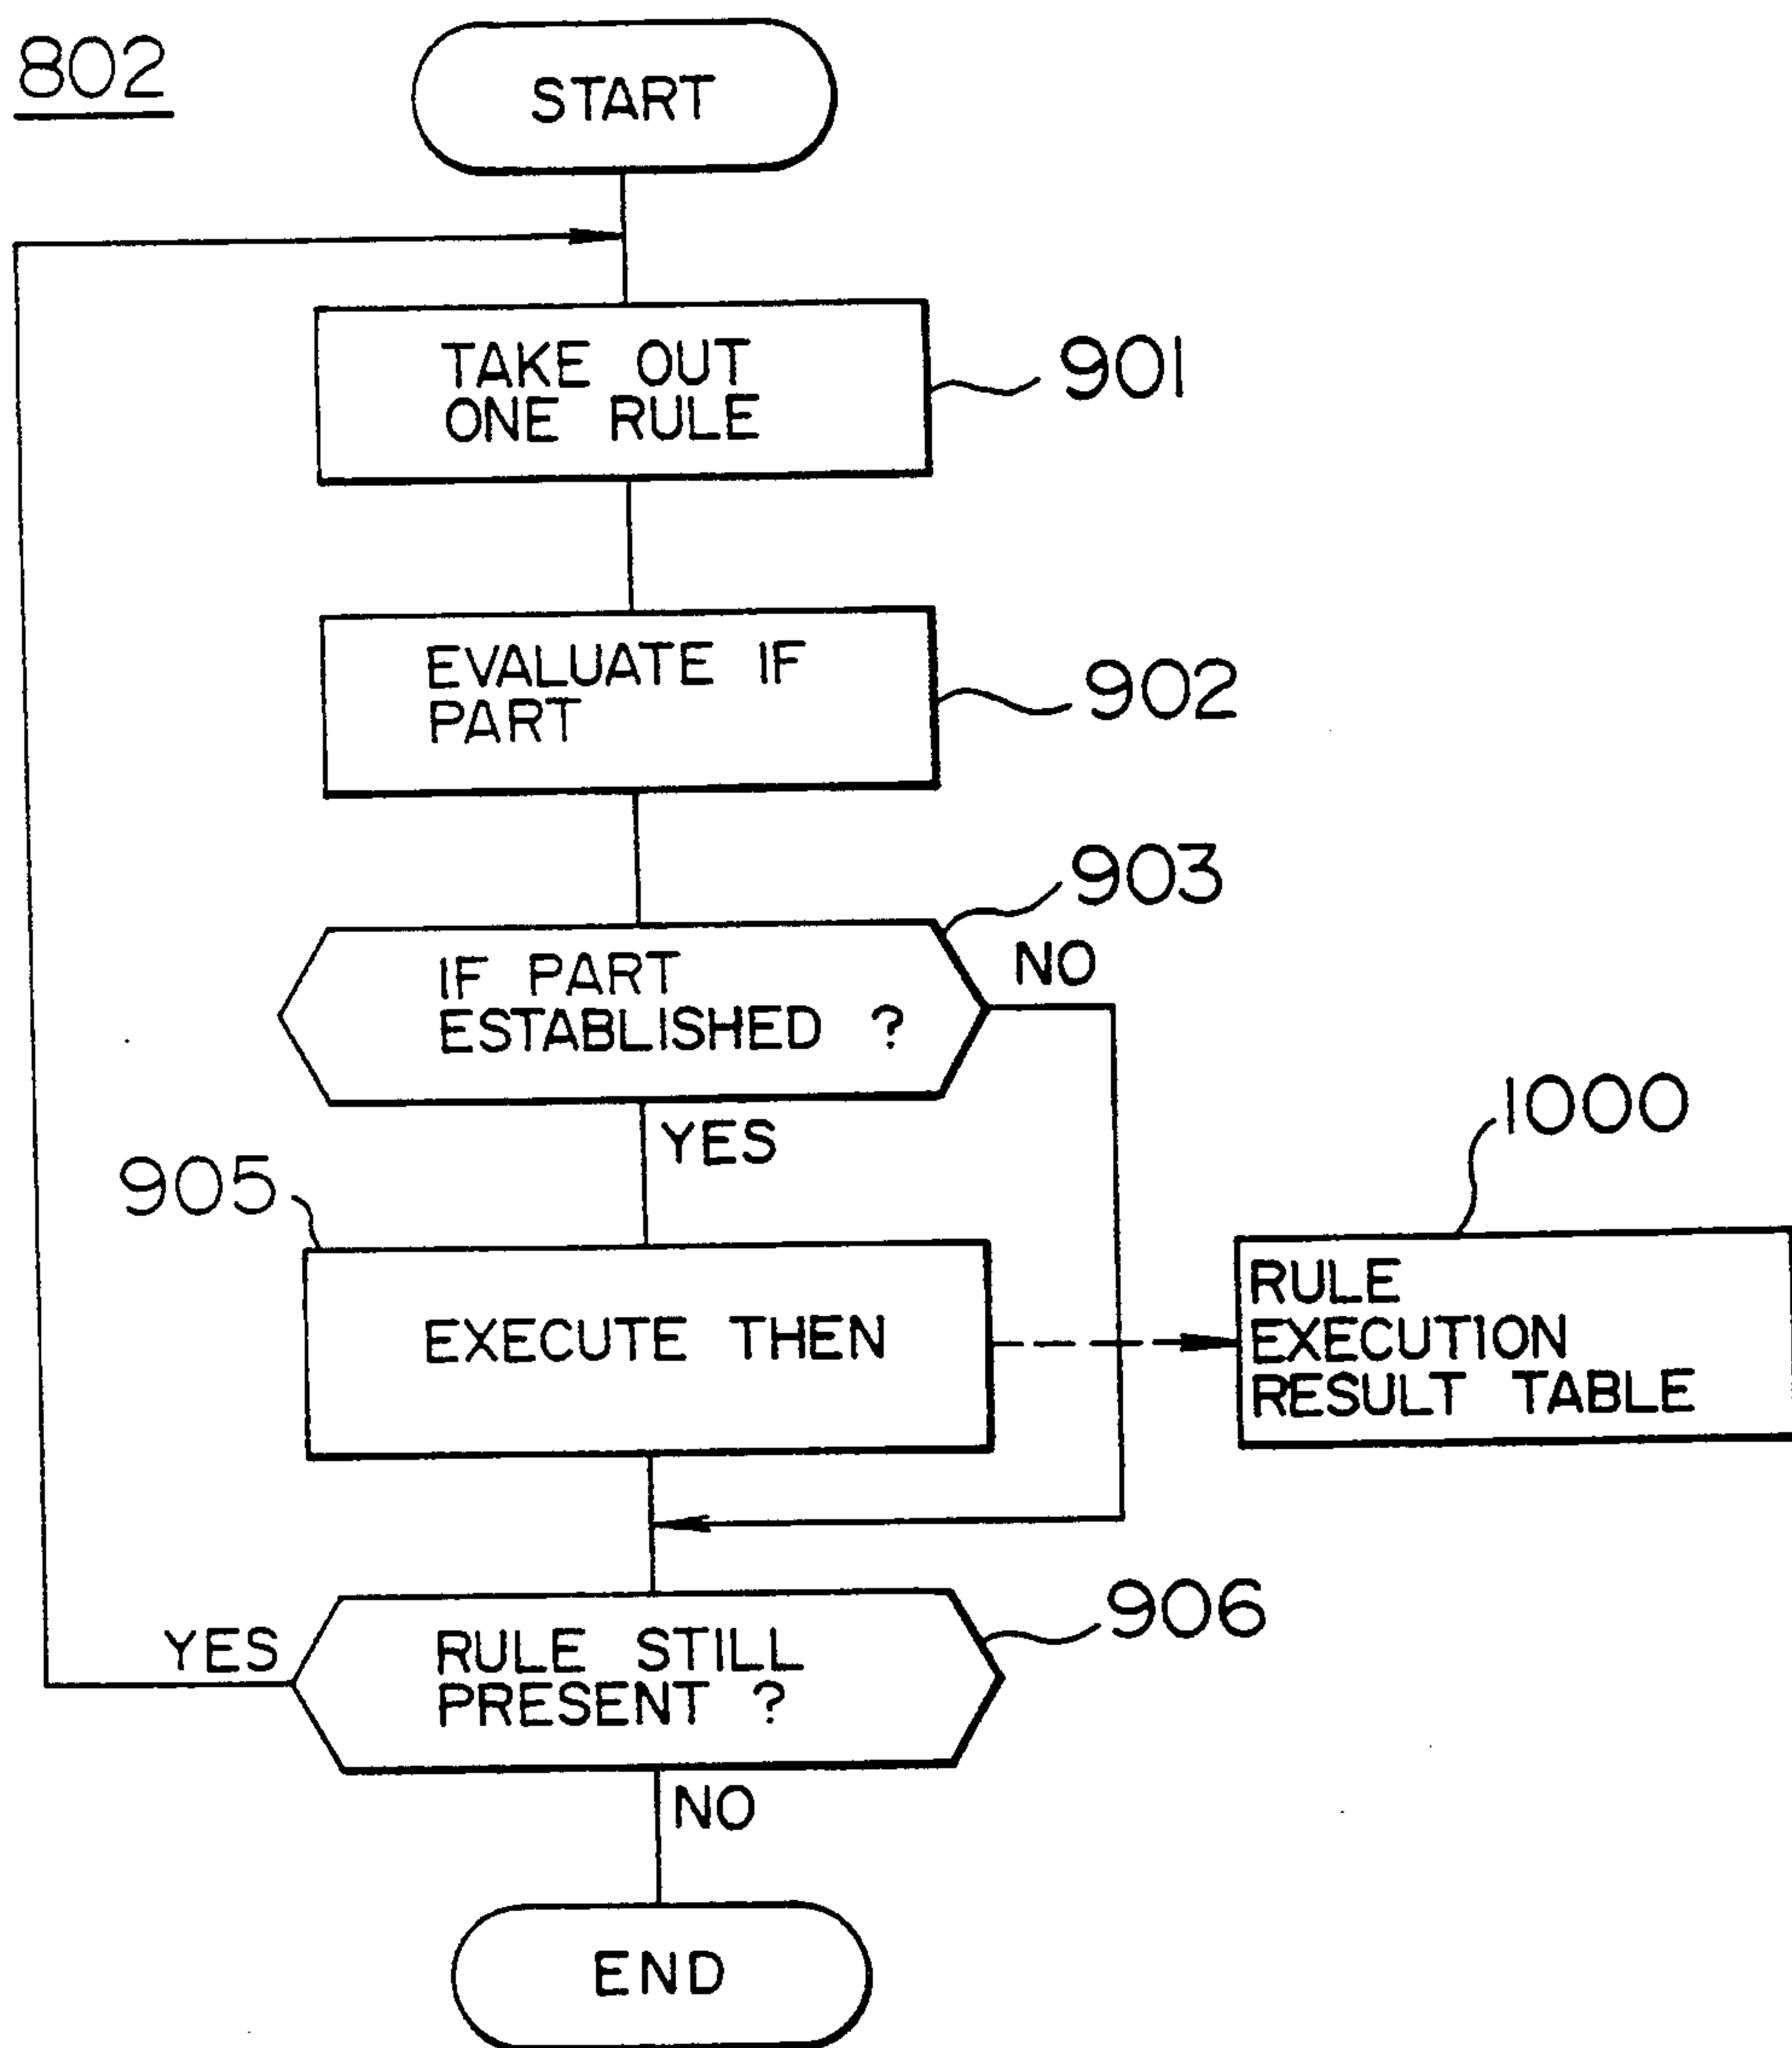 802
START
TAKE OUT
ONE RULE
901
EVALUATE IF
PART
902
903
IF PART
ESTABLISHED ?
NO
YES
905
EXECUTE THEN
1000
RULE
EXECUTION
RESULT TABLE
906
YES
RULE STILL
PRESENT ?
NO
END